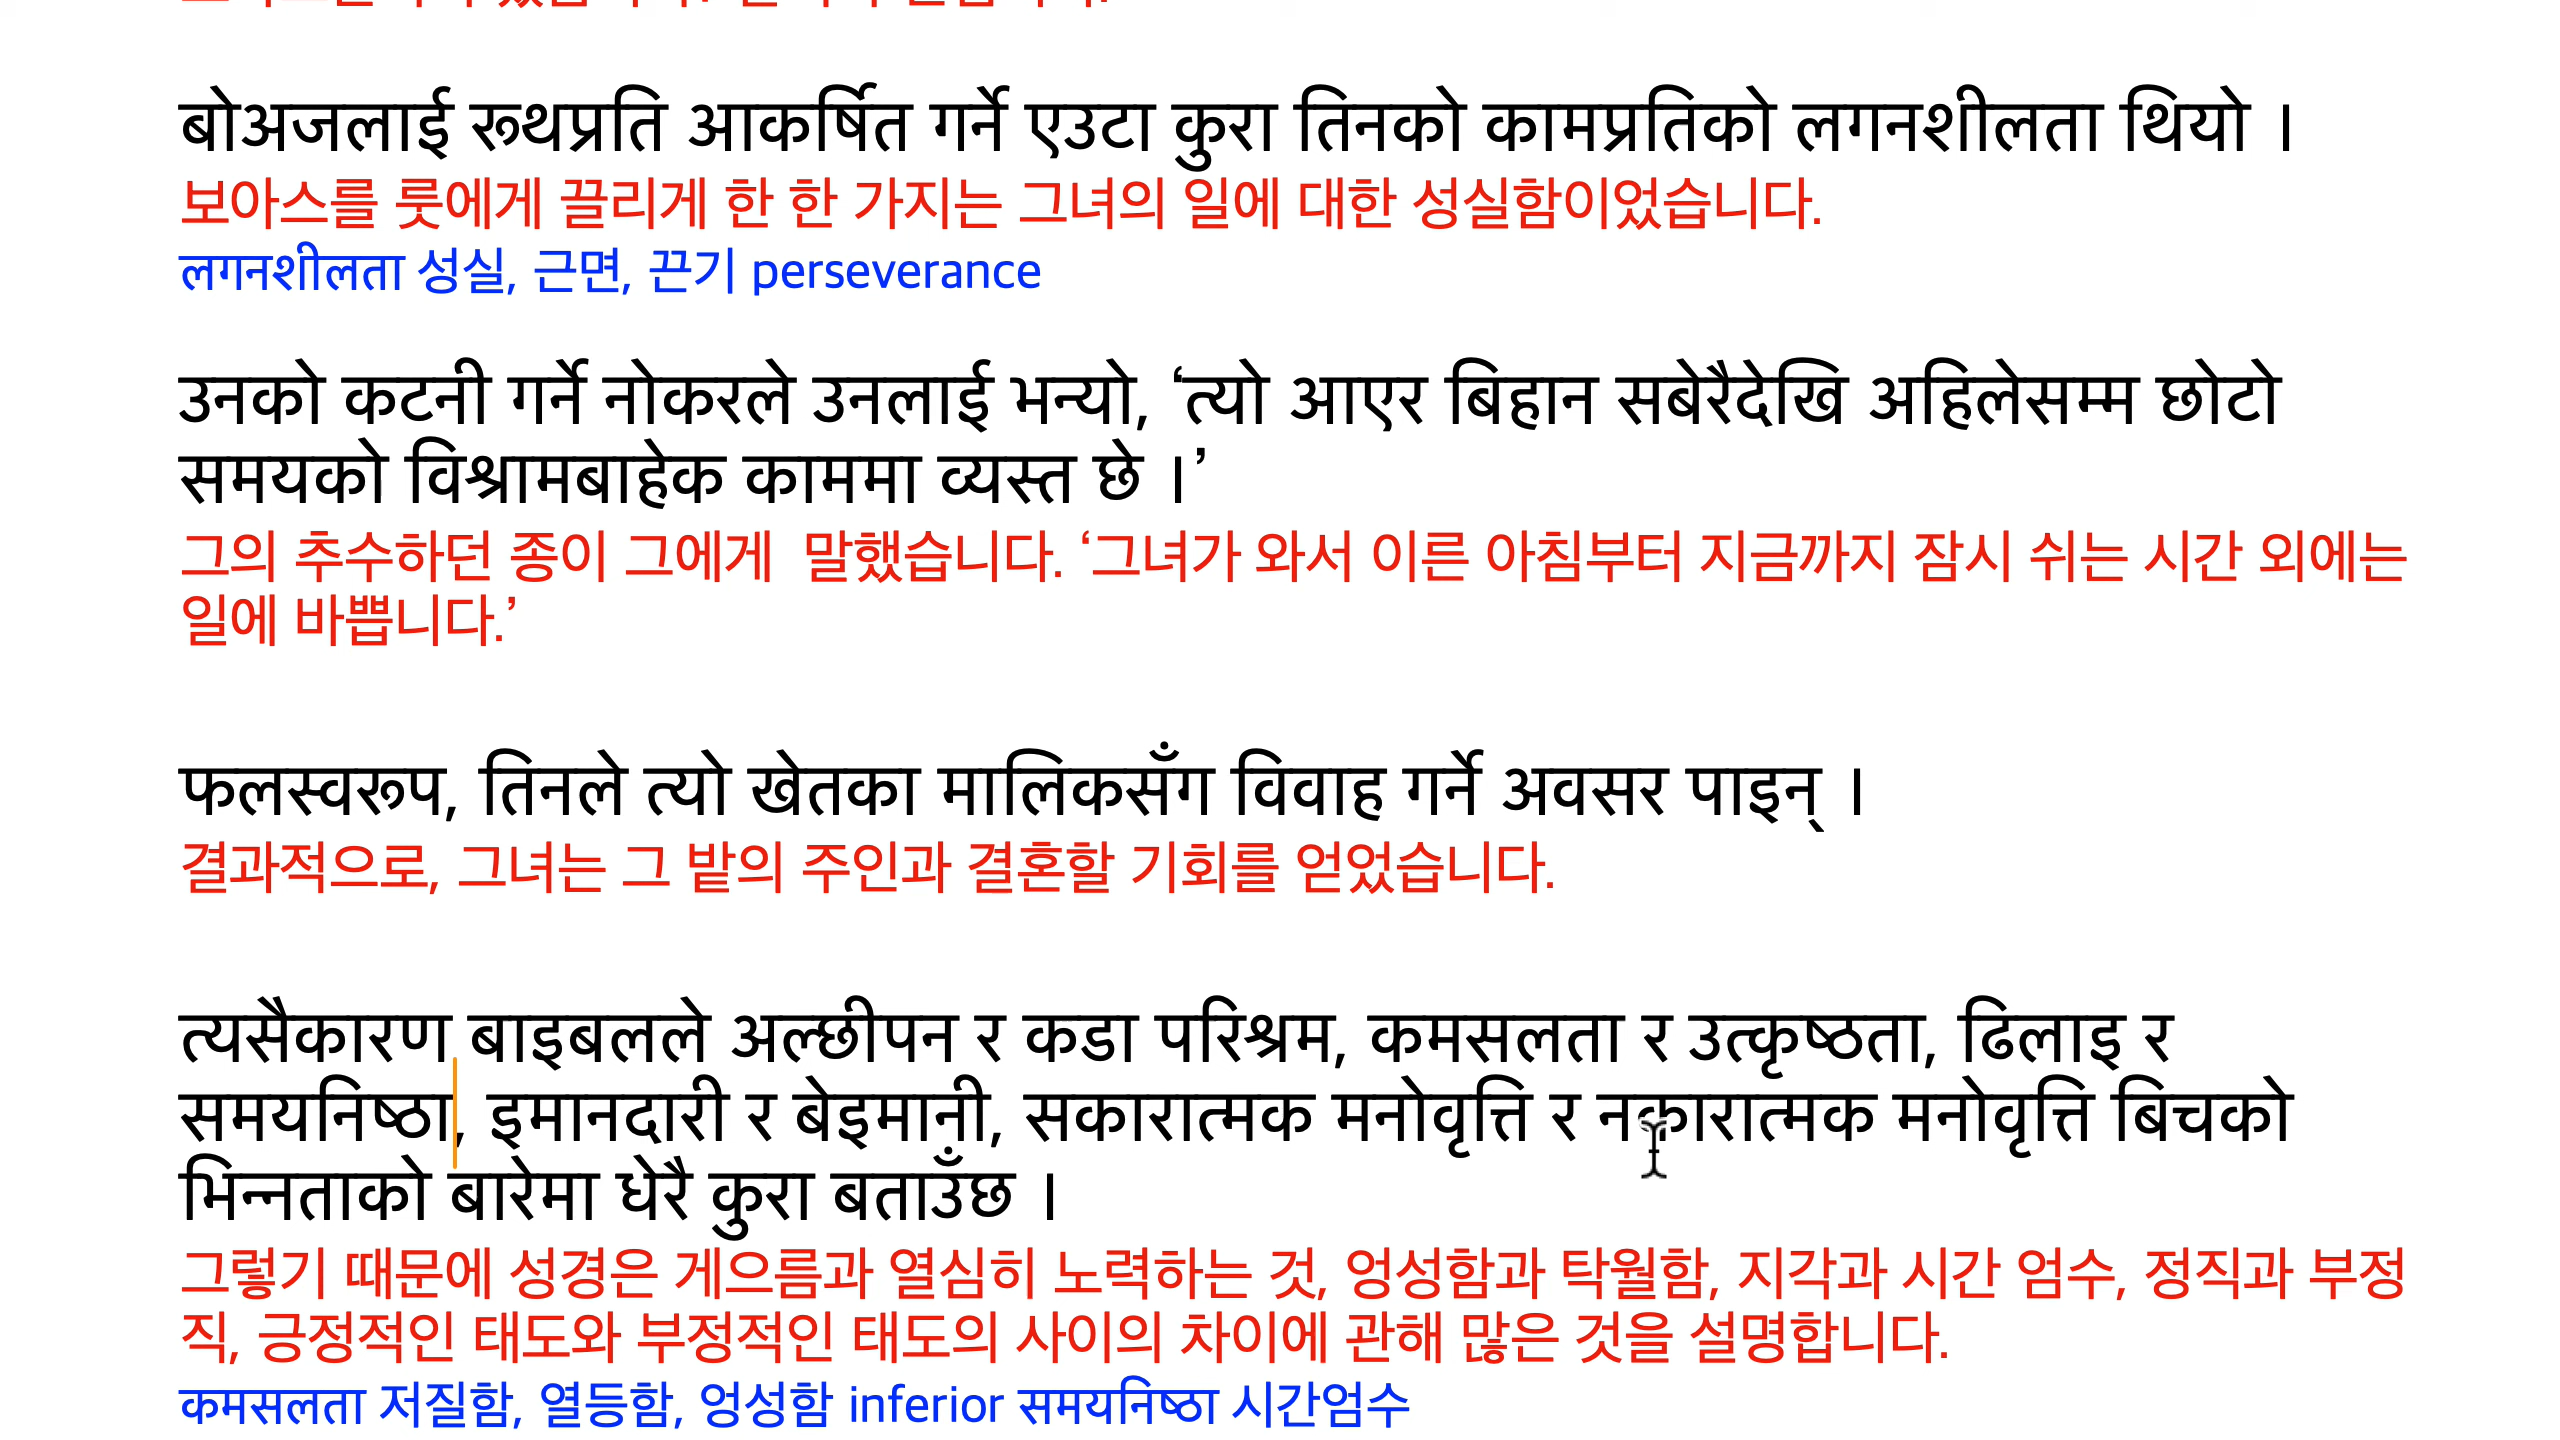 बोअजलाई रूथप्रति आकर्षित गर्ने एउटा कुरा तिनको कामप्रतिको लगनशीलता थियो ।
보아스를 룻에게 끌리게 한 한 가지는 그녀의 일에 대한 성실함이었습니다.
लगनशीलता 성실, 근면, 끈기 perseverance
उनको कटनी गर्ने नोकरले उनलाई भन्यो, ‘त्यो आएर बिहान सबेरैदेखि अहिलेसम्म छोटो
समयको विश्रामबाहेक काममा व्यस्त छे ।’
그의 추수하던 종이 그에게  말했습니다. ‘그녀가 와서 이른 아침부터 지금까지 잠시 쉬는 시간 외에는
일에 바쁩니다.’
फलस्वरूप, तिनले त्यो खेतका मालिकसँग विवाह गर्ने अवसर पाइन् ।
결과적으로, 그녀는 그 밭의 주인과 결혼할 기회를 얻었습니다.
त्यसैकारण बाइबलले अल्छीपन र कडा परिश्रम, कमसलता र उत्कृष्ठता, ढिलाइ र
समयनिष्ठा, इमानदारी र बेइमानी, सकारात्मक मनोवृत्ति र नकारात्मक मनोवृत्ति बिचको
भिन्नताको बारेमा धेरै कुरा बताउँछ ।
그렇기 때문에 성경은 게으름과 열심히 노력하는 것, 엉성함과 탁월함, 지각과 시간 엄수, 정직과 부정
직, 긍정적인 태도와 부정적인 태도의 사이의 차이에 관해 많은 것을 설명합니다.
कमसलता 저질함, 열등함, 엉성함 inferior समयनिष्ठा 시간엄수